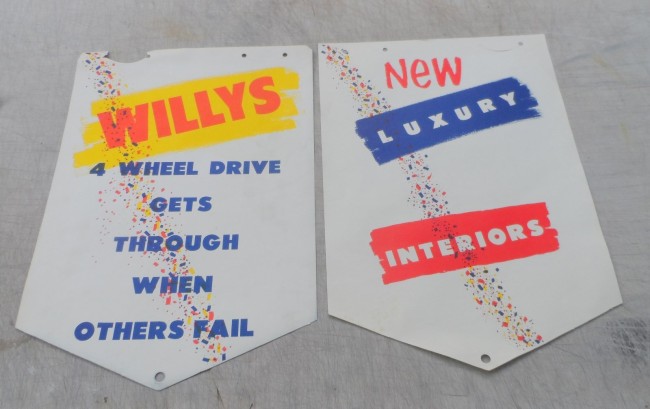 WILLYS
4 WHEEL DRIVE
GETS
THROUGH
WHEN
OTHERS FAIL
New
LUXURY
INTERIORS